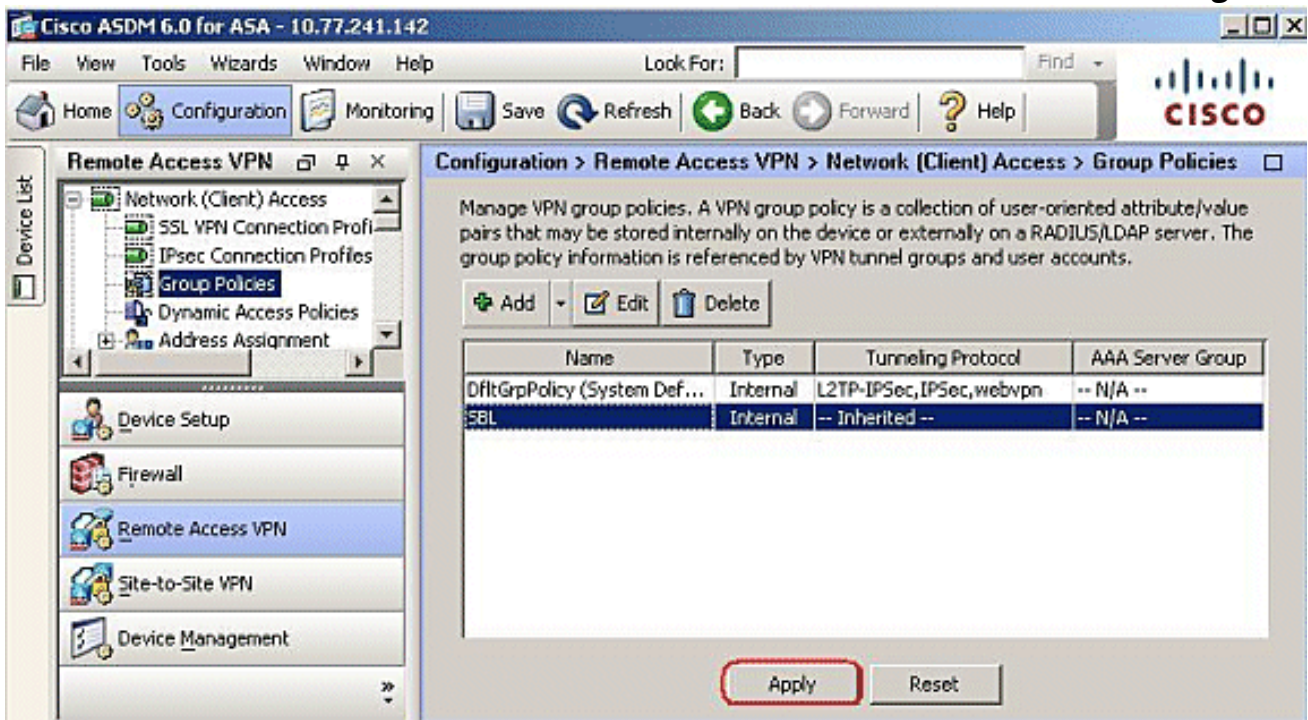 Cisco ASDM 6.0 for ASA - 10.77.241.142
File View Tools Wizards Window Help Look For: Find
Home Configuration Monitoring Save Refresh Back Forward Help
CISCO
Device List
Remote Access VPN
Network (Client) Access
SSL VPN Connection Profi
IPsec Connection Profiles
Group Policies
Dynamic Access Policies
Address Assignment
Device Setup
Firewall
Remote Access VPN
Site-to-Site VPN
Device Management
Configuration > Remote Access VPN > Network (Client) Access > Group Policies
Manage VPN group policies. A VPN group policy is a collection of user-oriented attribute/value
pairs that may be stored internally on the device or externally on a RADIUS/LDAP server. The
group policy information is referenced by VPN tunnel groups and user accounts.
Add Edit Delete
Name Type Tunneling Protocol AAA Server Group
DfltGrpPolicy (System Def... Internal L2TP-IPSec,IPSec,webvpn -- N/A --
SBL Internal -- Inherited -- -- N/A --
Apply Reset